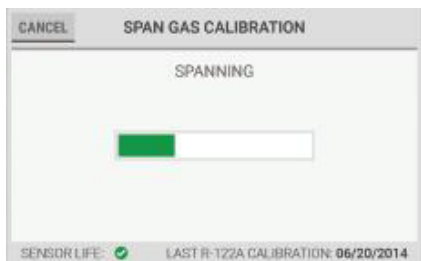 CANCEL SPAN GAS CALIBRATION
SPANNING
SENSOR LIFE: LAST R-122A CALIBRATION: 06/20/2014